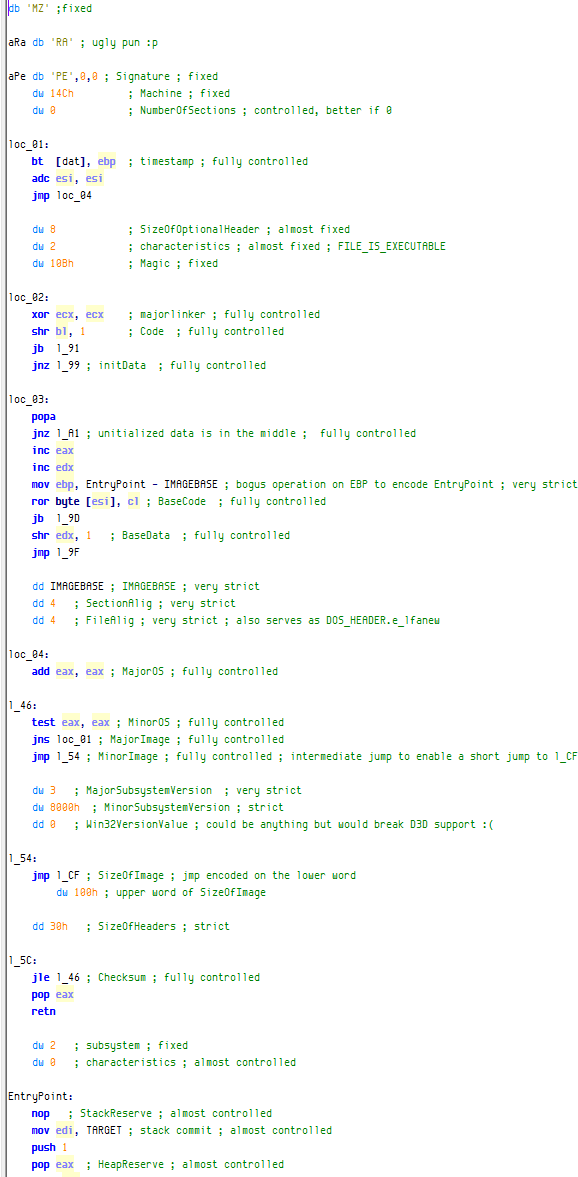 db 'MZ' ;fixed
aRa db 'RA' ; ugly pun :p
aPe db 'PE',0,0 ; Signature ; fixed
dw 14Ch ; Machine ; fixed
dw 0 ; NumberOfSections ; controlled, better if 0
loc_01:
bt [dat], ebp ; timestamp ; fully controlled
adc esi, esi
jmp loc_04
dw 8 ; SizeOfOptionalHeader ; almost fixed
dw 2 ; characteristics ; almost fixed ; FILE_IS_EXECUTABLE
dw 10Bh ; Magic ; fixed
loc_02:
xor ecx, ecx ; majorlinker ; fully controlled
shr bl, 1 ; Code ; fully controlled
jb l_91
jnz l_99 ; initData ; fully controlled
loc_03:
popa
jnz l_A1 ; unitialized data is in the middle ; fully controlled
inc eax
inc edx
mov ebp, EntryPoint - IMAGEBASE ; bogus operation on EBP to encode EntryPoint ; very strict
ror byte [esi], cl ; BaseCode ; fully controlled
jb l_9D
shr edx, 1 ; BaseData ; fully controlled
jmp l_9F
dd IMAGEBASE ; IMAGEBASE ; very strict
dd 4 ; SectionAlig ; very strict
dd 4 ; FileAlig ; very strict ; also serves as DOS_HEADER.e_lfanew
loc_04:
add eax, eax ; MajorOS ; fully controlled
l_46:
test eax, eax ; MinorOS ; fully controlled
jns loc_01 ; MajorImage ; fully controlled
jmp l_54 ; MinorImage ; fully controlled ; intermediate jump to enable a short jump to l_CF
dw 3 ; MajorSubsystemVersion ; very strict
dw 8000h ; MinorSubsystemVersion ; strict
dd 0 ; Win32VersionValue ; could be anything but would break D3D support :(
l_54:
jmp l_CF ; SizeOfImage ; jmp encoded on the lower word
dw 100h ; upper word of SizeOfImage
dd 30h ; SizeOfHeaders ; strict
l_5C:
jle l_46 ; Checksum ; fully controlled
pop eax
retn
dw 2 ; subsystem ; fixed
dw 0 ; characteristics ; almost controlled
EntryPoint:
nop ; StackReserve ; almost controlled
mov edi, TARGET ; stack commit ; almost controlled
push 1
pop eax ; HeapReserve ; almost controlled